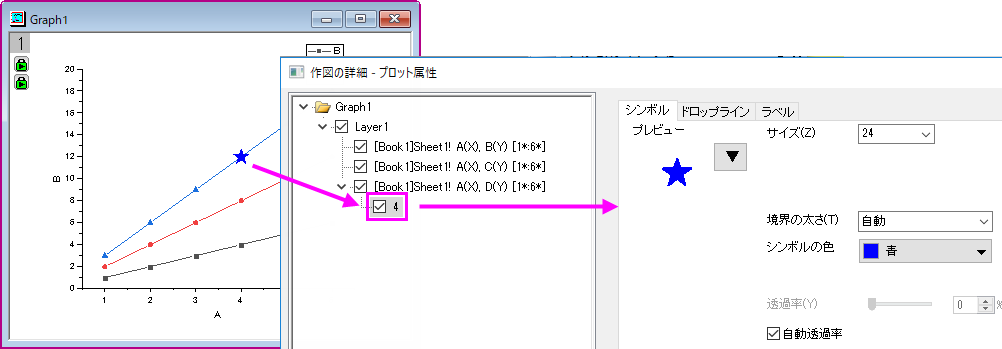 Graph1
1
B
20
18
16
14
12
10
8
6
4
2
0
B
1
2
3
4
A
作図の詳細 - プロット属性
Graph1
Layer1
[Book1]Sheet1! A(X), B(Y) [1*:6*]
[Book1]Sheet1! A(X), C(Y) [1*:6*]
[Book1]Sheet1! A(X), D(Y) [1*:6*]
4
シンボル ドロップライン ラベル
プレビュー
サイズ(Z) 24
境界の太さ(T) 自動
シンボルの色 青
透過率(Y) 0 %
自動透過率